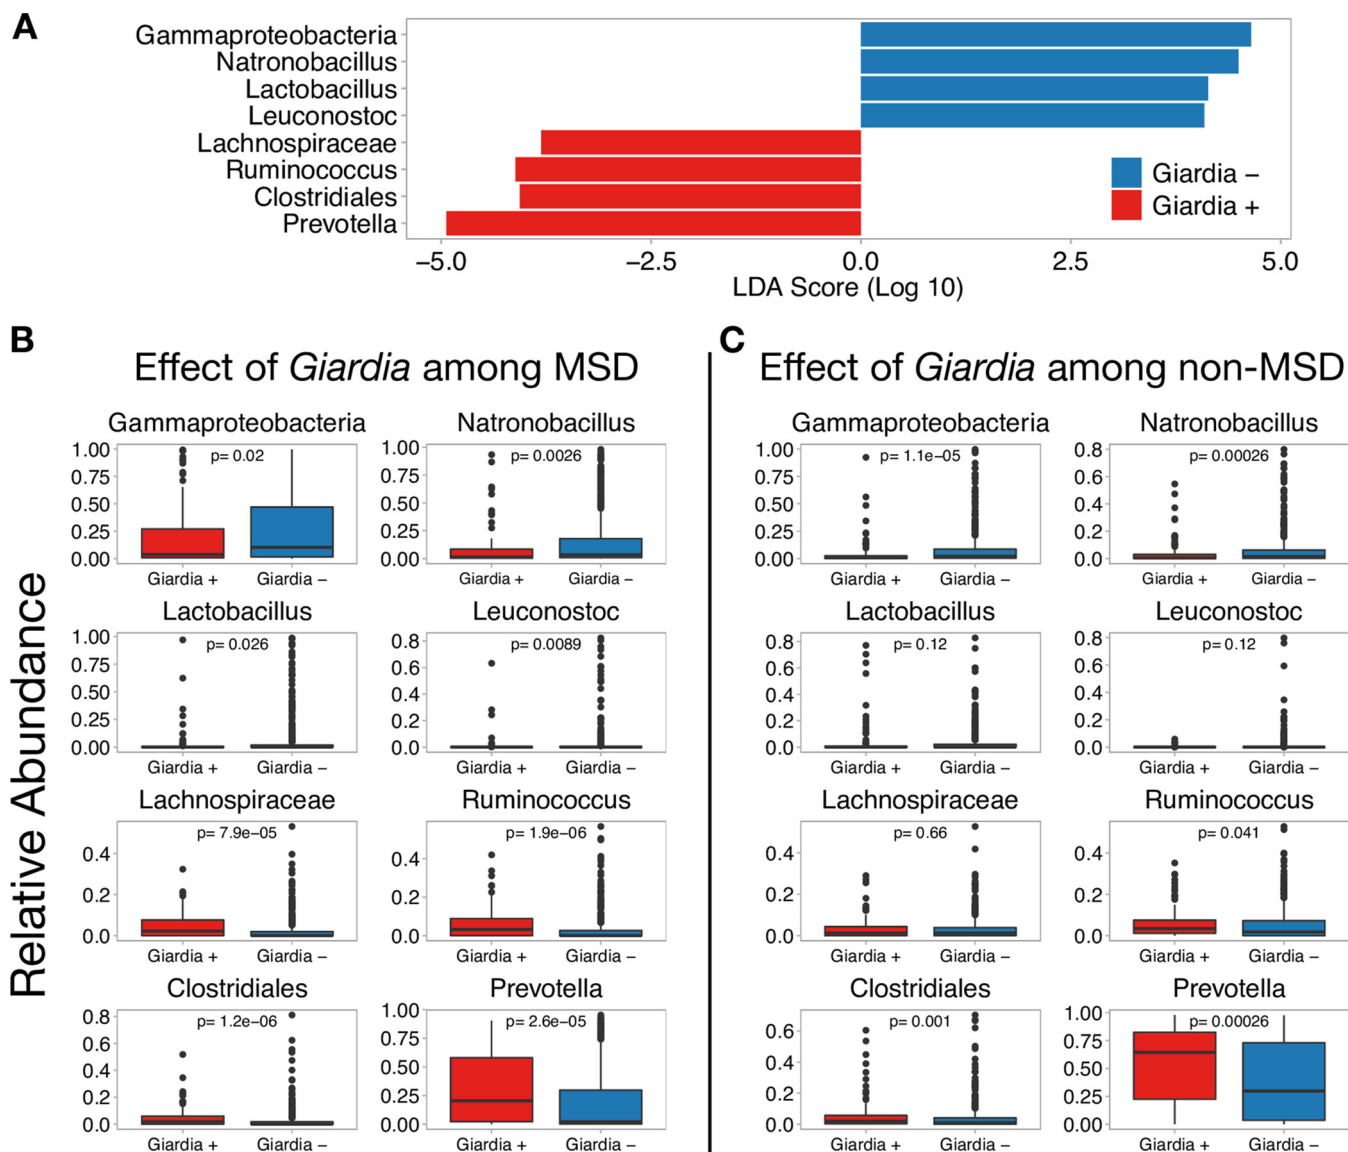 A
Gammaproteobacteria
Natronobacillus
Lactobacillus
Leuconostoc
Lachnospiraceae
Ruminococcus
Clostridiales
Prevotella
Giardia −
Giardia +
−5.0 −2.5 0.0 2.5 5.0
LDA Score (Log 10)
B
Effect of Giardia among MSD
Relative Abundance
Gammaproteobacteria
p= 0.02
1.00
0.75
0.50
0.25
0.00
Giardia + Giardia −
Natronobacillus
p= 0.0026
1.00
0.75
0.50
0.25
0.00
Giardia + Giardia −
Lactobacillus
p= 0.026
1.00
0.75
0.50
0.25
0.00
Giardia + Giardia −
Leuconostoc
p= 0.0089
0.8
0.6
0.4
0.2
0.0
Giardia + Giardia −
Lachnospiraceae
p= 7.9e−05
0.4
0.2
0.0
Giardia + Giardia −
Ruminococcus
p= 1.9e−06
0.4
0.2
0.0
Giardia + Giardia −
Clostridiales
p= 1.2e−06
0.8
0.6
0.4
0.2
0.0
Giardia + Giardia −
Prevotella
p= 2.6e−05
1.00
0.75
0.50
0.25
0.00
Giardia + Giardia −
C
Effect of Giardia among non-MSD
Gammaproteobacteria
p= 1.1e−05
1.00
0.75
0.50
0.25
0.00
Giardia + Giardia −
Natronobacillus
p= 0.00026
0.8
0.6
0.4
0.2
0.0
Giardia + Giardia −
Lactobacillus
p= 0.12
0.8
0.6
0.4
0.2
0.0
Giardia + Giardia −
Leuconostoc
p= 0.12
0.8
0.6
0.4
0.2
0.0
Giardia + Giardia −
Lachnospiraceae
p= 0.66
0.4
0.2
0.0
Giardia + Giardia −
Ruminococcus
p= 0.041
0.4
0.2
0.0
Giardia + Giardia −
Clostridiales
p= 0.001
0.6
0.4
0.2
0.0
Giardia + Giardia −
Prevotella
p= 0.00026
1.00
0.75
0.50
0.25
0.00
Giardia + Giardia −